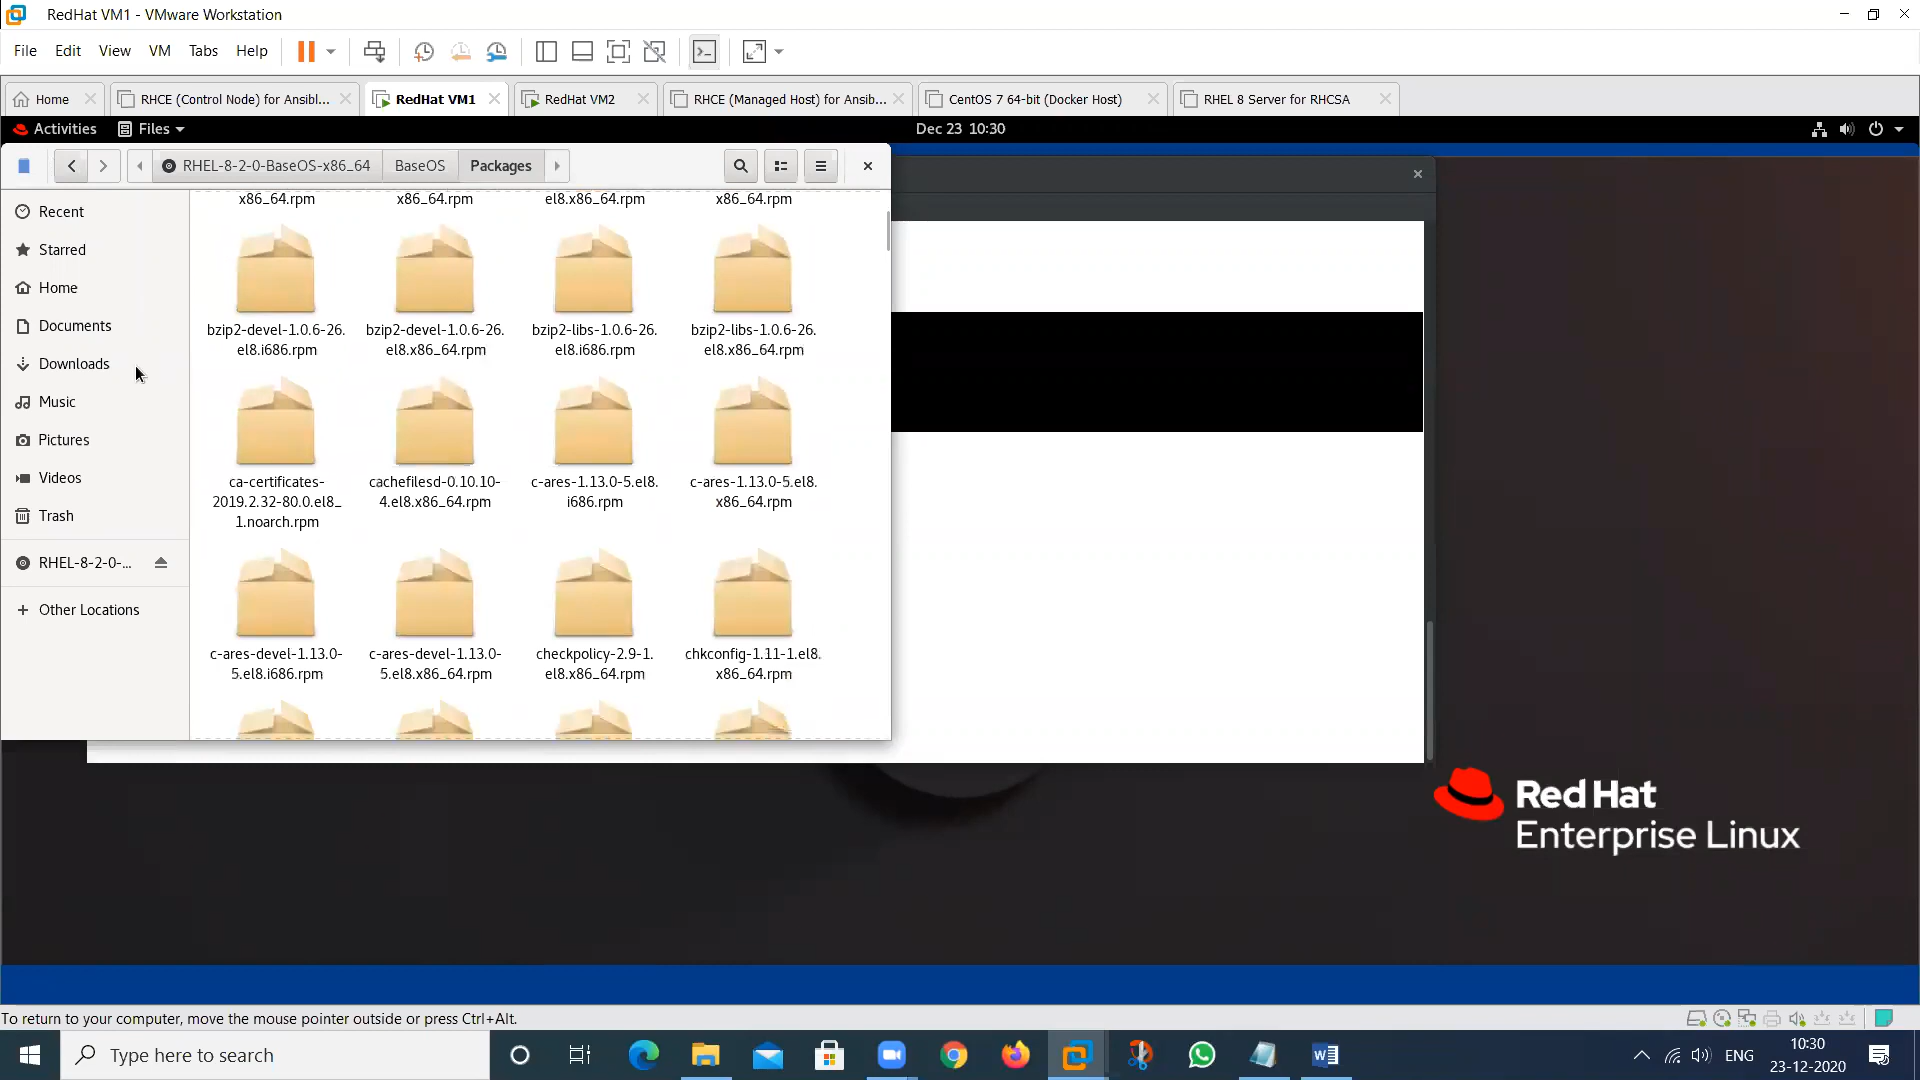 RedHat VM1 - VMware Workstation
File Edit View VM Tabs Help
Home RHCE (Control Node) for Ansibl... RedHat VM1 RedHat VM2 RHCE (Managed Host) for Ansib... CentOS 7 64-bit (Docker Host) RHEL 8 Server for RHCSA
Activities Files Dec 23 10:30
RHEL-8-2-0-BaseOS-x86_64 BaseOS Packages
Recent
Starred
Home
Documents
Downloads
Music
Pictures
Videos
Trash
RHEL-8-2-0-...
Other Locations
x86_64.rpm x86_64.rpm el8.x86_64.rpm x86_64.rpm
bzip2-devel-1.0.6-26. bzip2-devel-1.0.6-26. bzip2-libs-1.0.6-26. bzip2-libs-1.0.6-26.
el8.i686.rpm el8.x86_64.rpm el8.i686.rpm el8.x86_64.rpm
ca-certificates- cachefilesd-0.10.10- c-ares-1.13.0-5.el8. c-ares-1.13.0-5.el8.
2019.2.32-80.0.el8_ 4.el8.x86_64.rpm i686.rpm x86_64.rpm
1.noarch.rpm
c-ares-devel-1.13.0- c-ares-devel-1.13.0- checkpolicy-2.9-1. chkconfig-1.11-1.el8.
5.el8.i686.rpm 5.el8.x86_64.rpm el8.x86_64.rpm x86_64.rpm
Red Hat
Enterprise Linux
To return to your computer, move the mouse pointer outside or press Ctrl+Alt.
Type here to search
ENG
10:30
23-12-2020